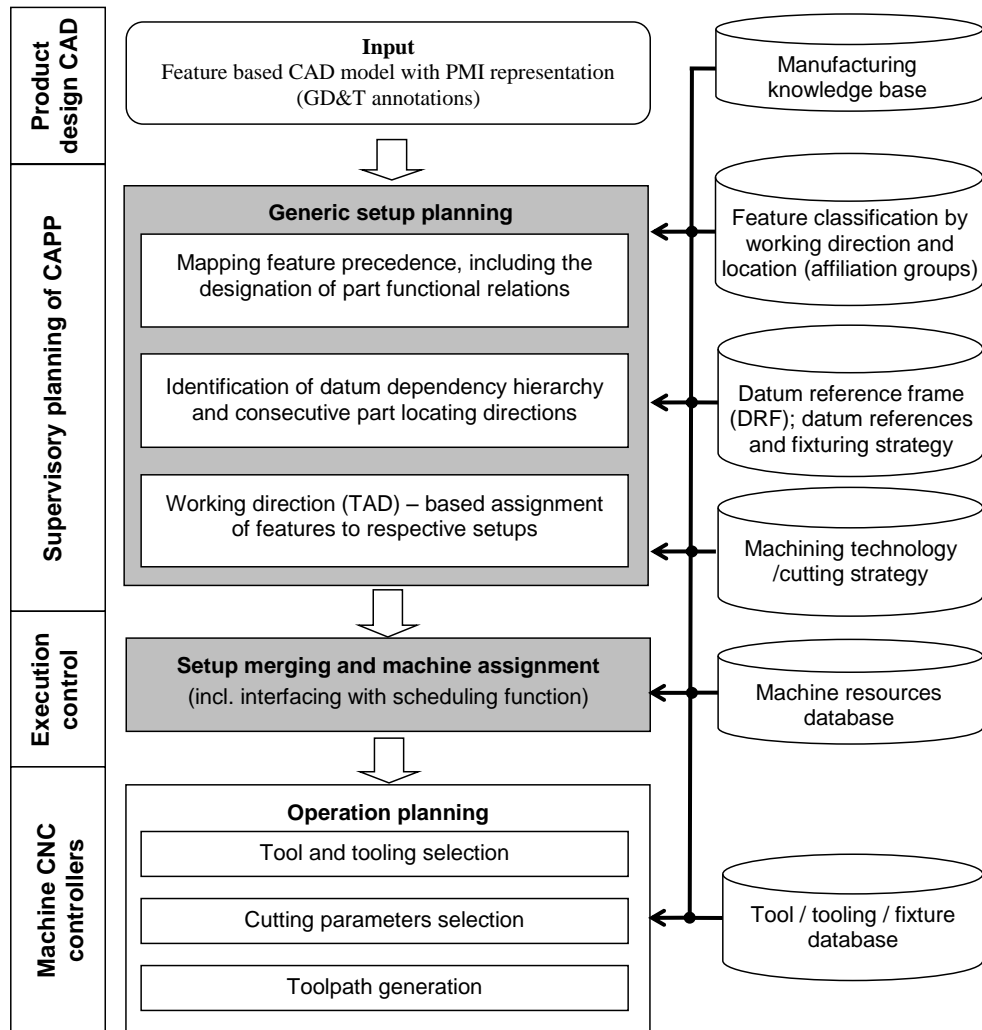 Product
design CAD
Input
Feature based CAD model with PMI representation
(GD&T annotations)
Manufacturing
knowledge base
Supervisory planning of CAPP
Generic setup planning
Mapping feature precedence, including the
designation of part functional relations
Identification of datum dependency hierarchy
and consecutive part locating directions
Working direction (TAD) – based assignment
of features to respective setups
Feature classification by
working direction and
location (affiliation groups)
Datum reference frame
(DRF); datum references
and fixturing strategy
Machining technology
/cutting strategy
Execution
control
Setup merging and machine assignment
(incl. interfacing with scheduling function)
Machine resources
database
Machine CNC
controllers
Operation planning
Tool and tooling selection
Cutting parameters selection
Toolpath generation
Tool / tooling / fixture
database